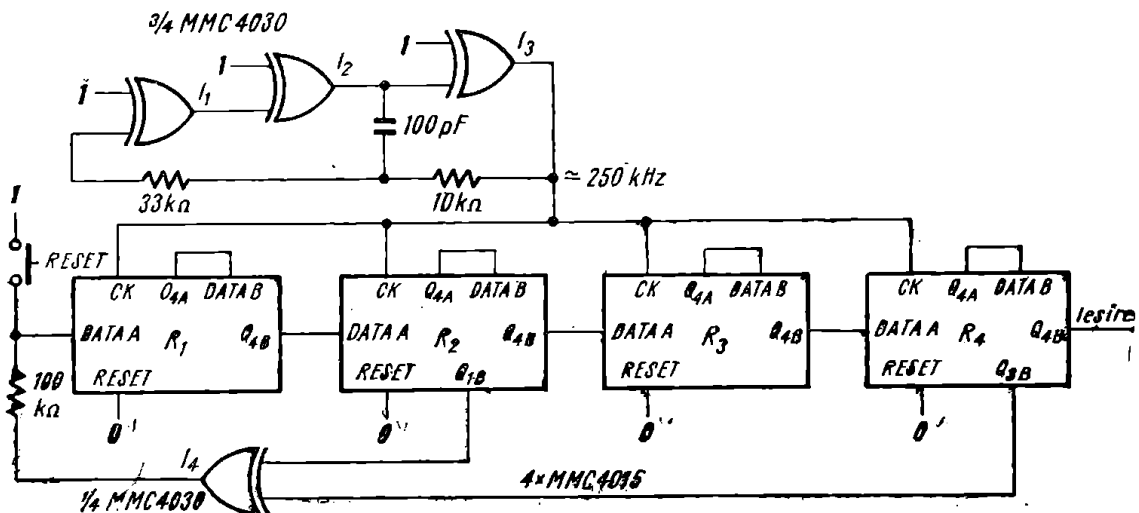 3/4 MMC4030
1
I1
1
I2
1
I3
100pF
33kΩ
10kΩ
≃250kHz
1
RESET
CK
Q4A
DATA B
DATA A
R1
Q4B
RESET
0
100
kΩ
CK
Q4A
DATA B
DATA A
R2
Q4B
RESET
Q1B
0
CK
Q4A
DATA B
DATA A
R3
Q4B
RESET
0
CK
Q4A
DATA B
DATA A
R4
Q4B
RESET
Q3B
0
Iesire
I4
1/4 MMC4030
4×MMC4015